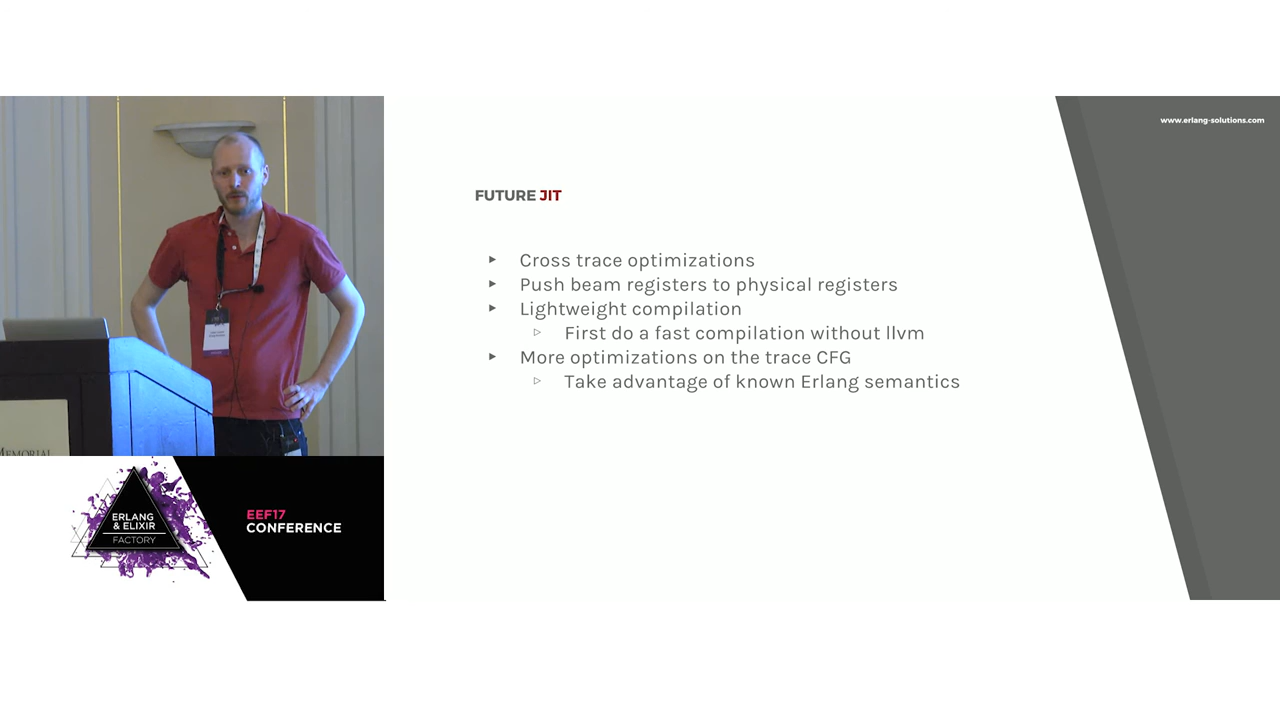 www.erlang-solutions.com
FUTURE JIT
▸ Cross trace optimizations
▸ Push beam registers to physical registers
▸ Lightweight compilation
▹ First do a fast compilation without llvm
▸ More optimizations on the trace CFG
▹ Take advantage of known Erlang semantics
MEMORIAL
ERLANG
& ELIXIR
FACTORY
EEF17
CONFERENCE